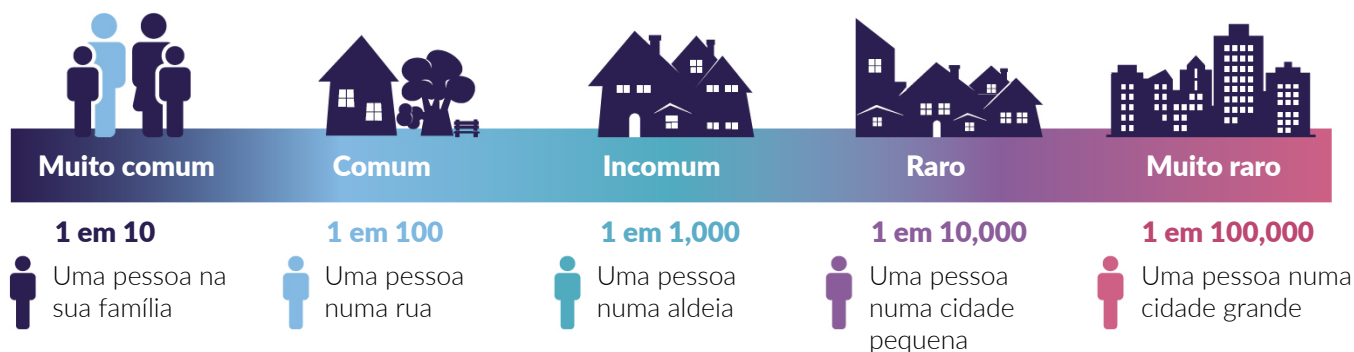 Muito comum
Comum
Incomum
Raro
Muito raro
1 em 10
1 em 100
1 em 1,000
1 em 10,000
1 em 100,000
Uma pessoa na
sua família
Uma pessoa
numa rua
Uma pessoa
numa aldeia
Uma pessoa
numa cidade
pequena
Uma pessoa numa
cidade grande